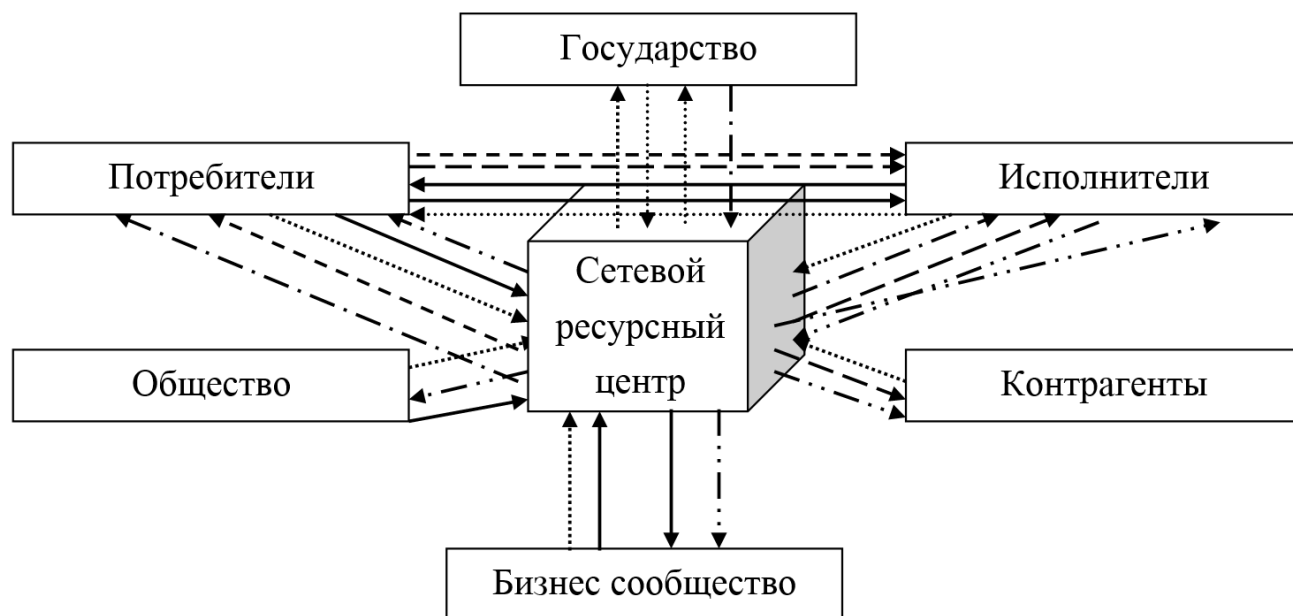 Государство
Потребители
Исполнители
Сетевой
ресурсный
центр
Общество
Контрагенты
Бизнес сообщество